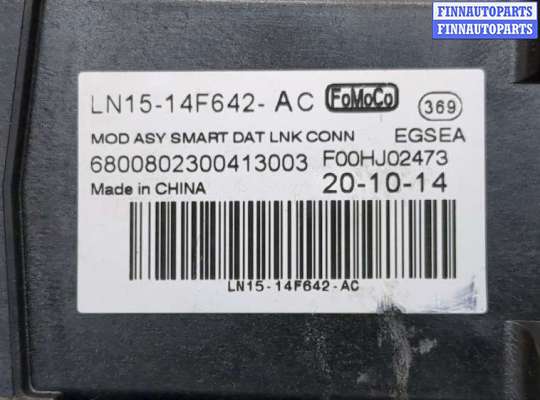 FINNAUTOPARTS
FINNAUTOPARTS
LN15-14F642- AC FoMoCo 369
MOD ASY SMART DAT LNK CONN EGSEA
6800802300413003 F00HJ02473
Made in CHINA 20-10-14
LN15-14F642-AC